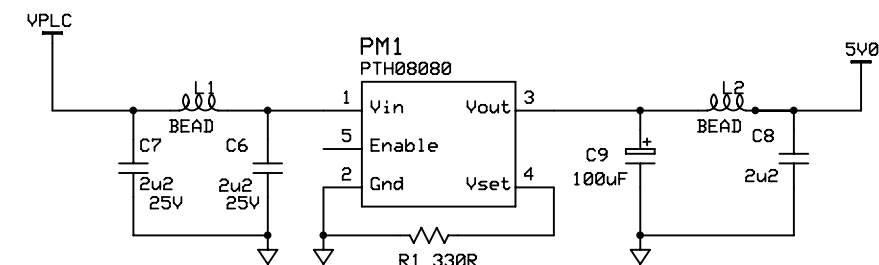 VPLC
PM1
PTH08080
5V0
L1
L2
1 Vin Vout 3
BEAD
BEAD
C7
C6
5 Enable
C9
+
C8
2u2
25V
2u2
25V
2 Gnd Vset 4
100uF
2u2
R1 330R